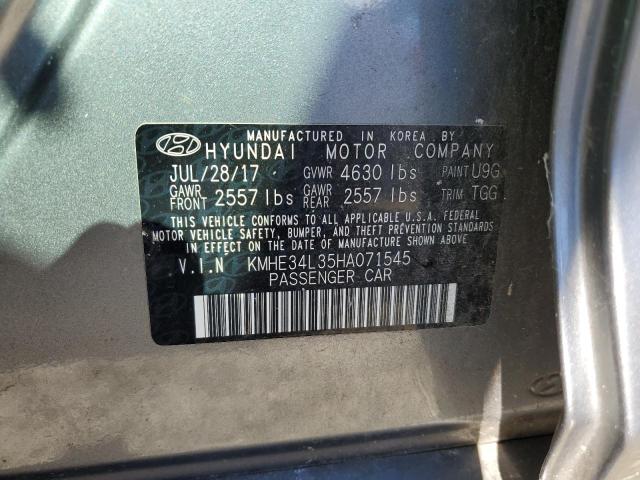 MANUFACTURED IN KOREA BY
HYUNDAI MOTOR COMPANY
JUL/28/17 GVWR 4630 lbs PAINT U9G
GAWR FRONT 2557 lbs GAWR REAR 2557 lbs TRIM TGG
THIS VEHICLE CONFORMS TO ALL APPLICABLE U.S.A. FEDERAL
MOTOR VEHICLE SAFETY, BUMPER, AND THEFT PREVENTION
STANDARDS IN EFFECT ON THE DATE OF MANUFACTURE SHOWN ABOVE.
V.I.N KMHE34L35HA071545
PASSENGER CAR